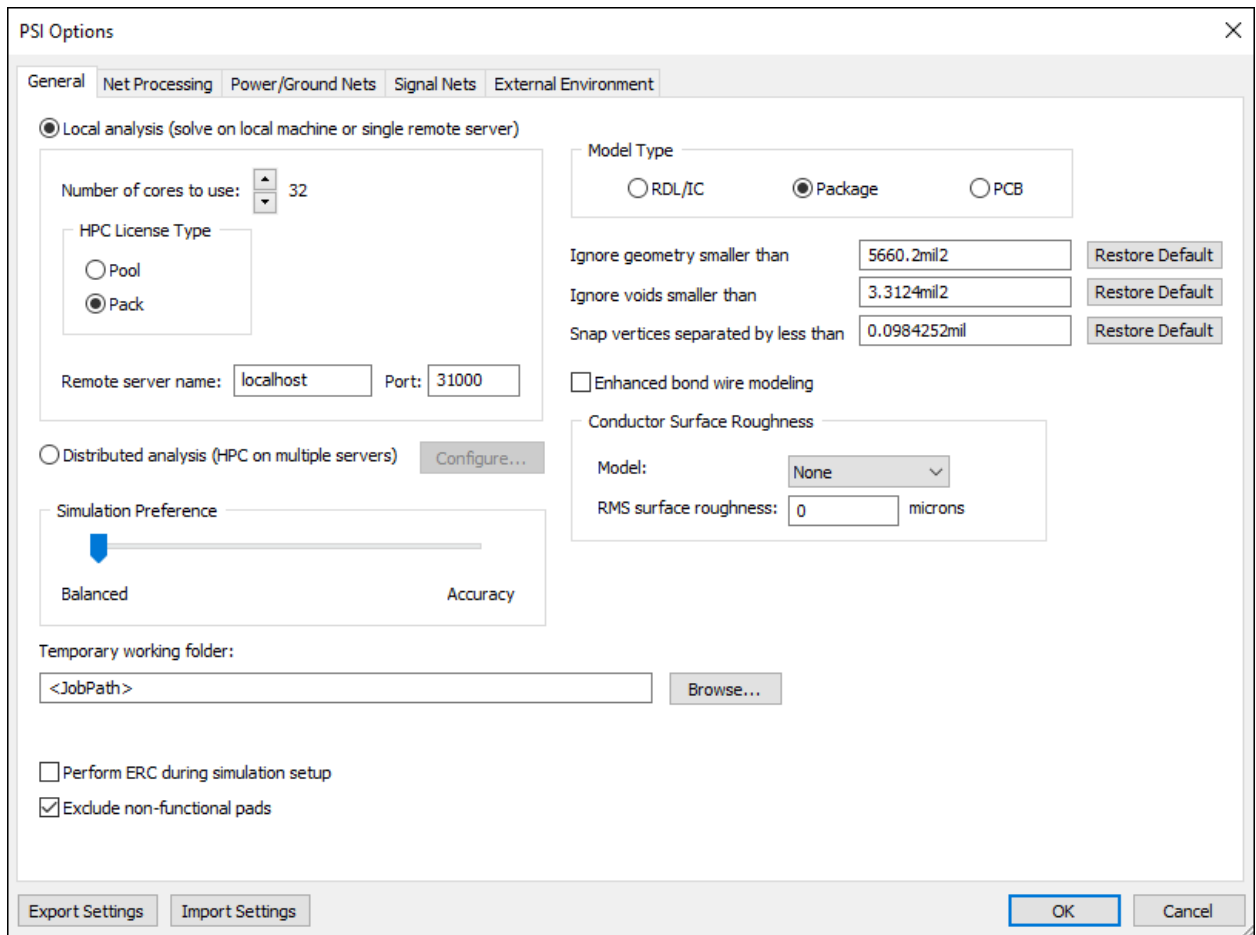 PSI Options
General Net Processing Power/Ground Nets Signal Nets External Environment
Local analysis (solve on local machine or single remote server)
Number of cores to use: 32
HPC License Type
Pool
Pack
Remote server name: localhost Port: 31000
Distributed analysis (HPC on multiple servers) Configure...
Simulation Preference
Balanced Accuracy
Model Type
RDL/IC Package PCB
Ignore geometry smaller than 5660.2mil2 Restore Default
Ignore voids smaller than 3.3124mil2 Restore Default
Snap vertices separated by less than 0.0984252mil Restore Default
Enhanced bond wire modeling
Conductor Surface Roughness
Model: None
RMS surface roughness: 0 microns
Temporary working folder:
<JobPath> Browse...
Perform ERC during simulation setup
Exclude non-functional pads
Export Settings Import Settings OK Cancel